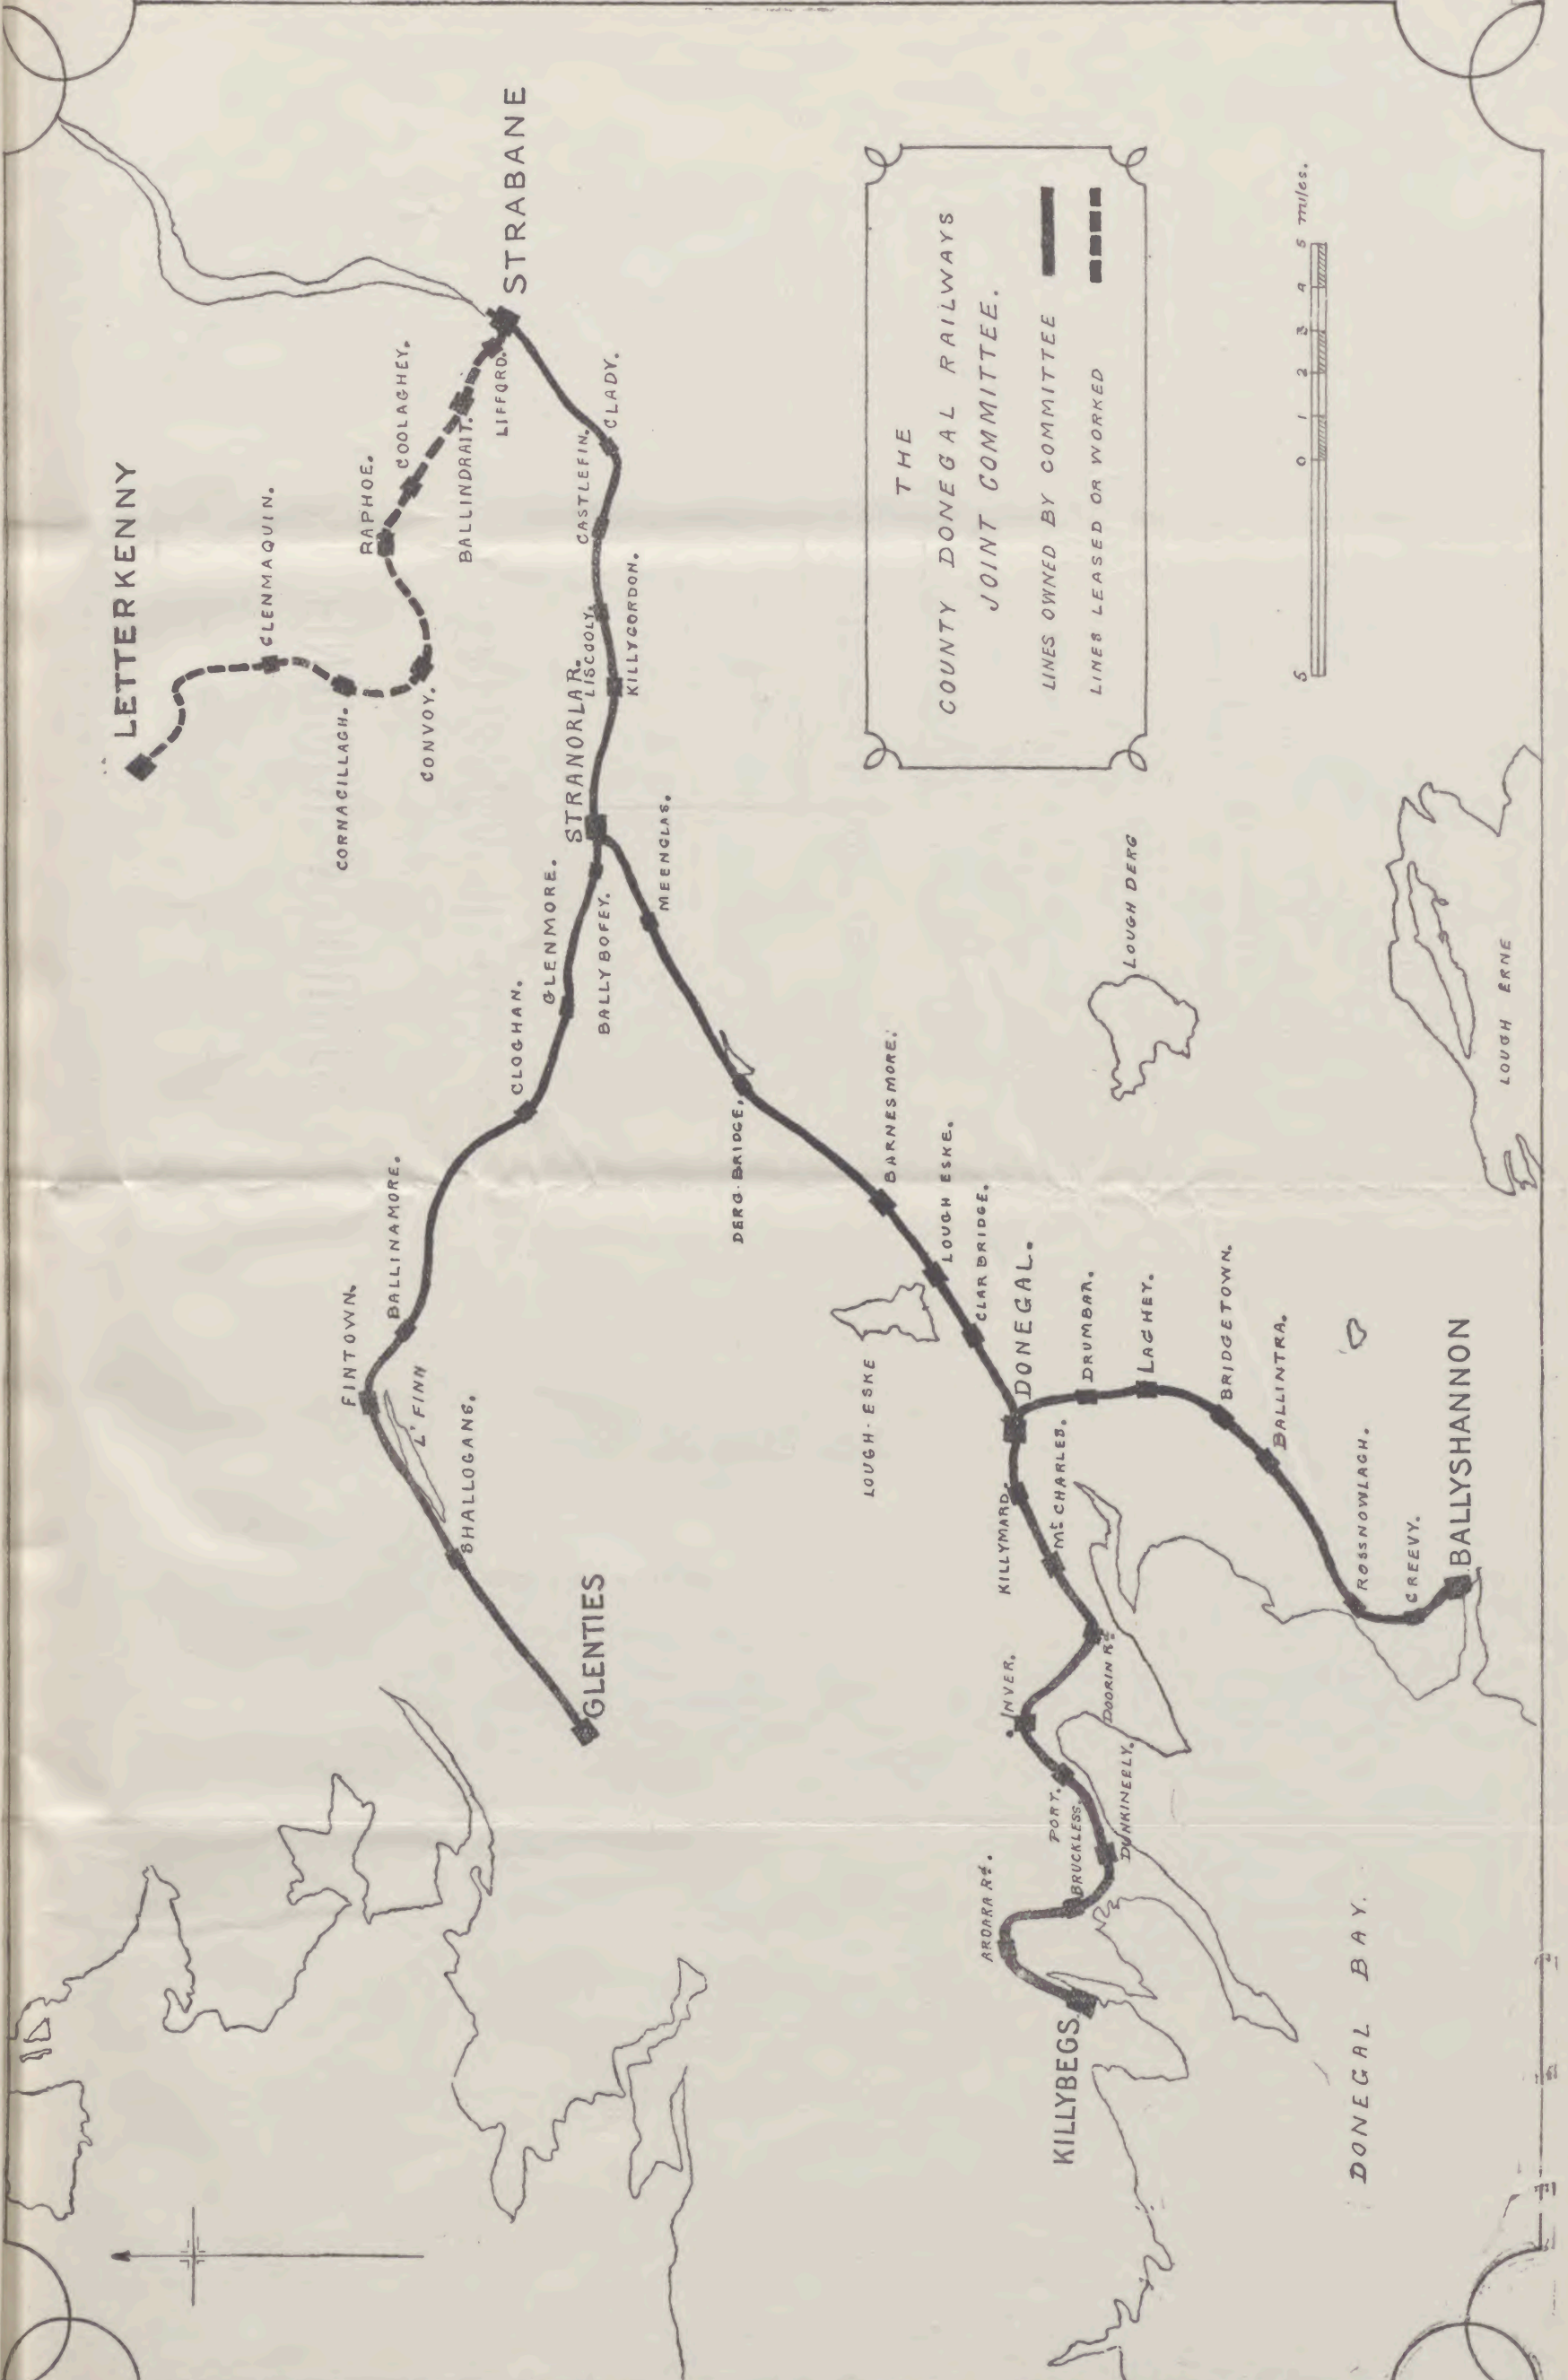 LETTERKENNY
GLENMAQUIN.
CORNAGILLAGH.
CONVOY.
RAPHOE.
COOLAGHEY.
BALLINDRAIT.
LIFFORD.
STRABANE
CLADY.
CASTLEFIN.
LISCOOLY.
KILLYGORDON.
STRANORLAR.
BALLYBOFEY.
GLENMORE.
CLOGHAN.
BALLINAMORE.
FINTOWN.
L. FINN
SHALLOGANS.
GLENTIES
MEENGLAS.
DERG BRIDGE.
BARNESMORE.
LOUGH ESKE.
LOUGH ESKE
CLAR BRIDGE.
DONEGAL.
DRUMBAR.
LAGHEY.
BRIDGETOWN.
BALLINTRA.
ROSSNOWLAGH.
CREEVY.
BALLYSHANNON
KILLYMARD.
Mt CHARLES.
DOORIN Rd.
INVER.
PORT.
DUNKINERLY.
BRUCKLESS.
ARDARA Rd.
KILLYBEGS.
DONEGAL BAY.
LOUGH DERG
LOUGH ERNE
THE
COUNTY DONEGAL RAILWAYS
JOINT COMMITTEE.
LINES OWNED BY COMMITTEE
LINES LEASED OR WORKED
5 0 1 2 3 4 5 miles.